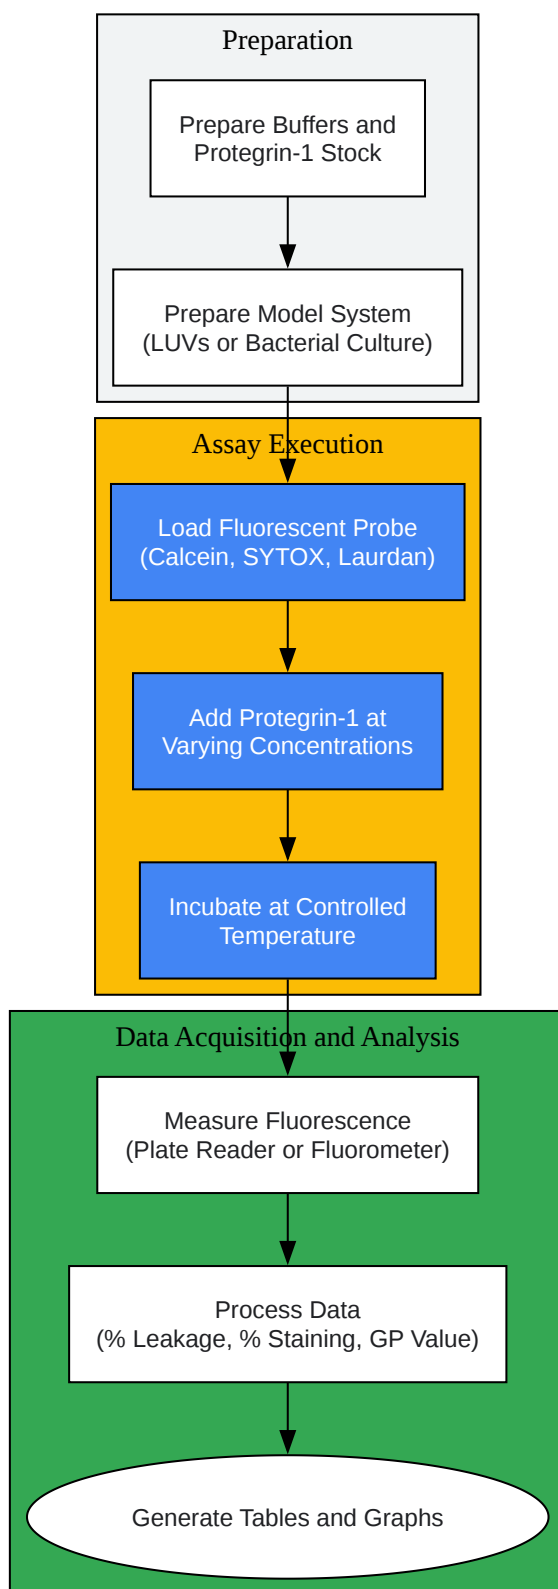 Preparation
Prepare Buffers and
Protegrin-1 Stock
Prepare Model System
(LUVs or Bacterial Culture)
Assay Execution
Load Fluorescent Probe
(Calcein, SYTOX, Laurdan)
Add Protegrin-1 at
Varying Concentrations
Incubate at Controlled
Temperature
Data Acquisition and Analysis
Measure Fluorescence
(Plate Reader or Fluorometer)
Process Data
(% Leakage, % Staining, GP Value)
Generate Tables and Graphs